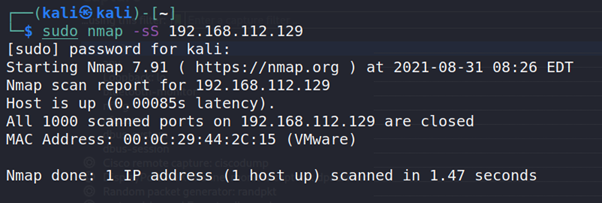 ┌──(kali㉿kali)-[~]
└─$ sudo nmap -sS 192.168.112.129
[sudo] password for kali:
Starting Nmap 7.91 ( https://nmap.org ) at 2021-08-31 08:26 EDT
Nmap scan report for 192.168.112.129
Host is up (0.00085s latency).
All 1000 scanned ports on 192.168.112.129 are closed
MAC Address: 00:0C:29:44:2C:15 (VMware)
Cisco remote capture: ciscodump
Nmap done: 1 IP address (1 host up) scanned in 1.47 seconds
Random packet generator: randpkt